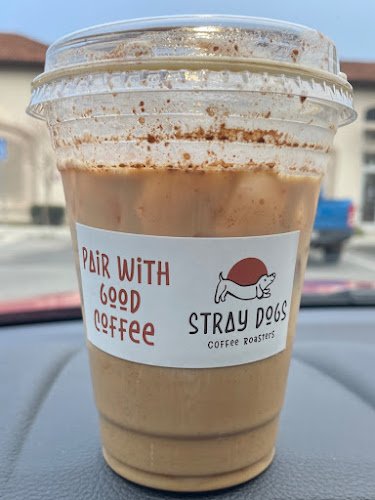 PAIR WITH
GOOD
COFFEE
STRAY DOGS
COFFEE ROASTERS